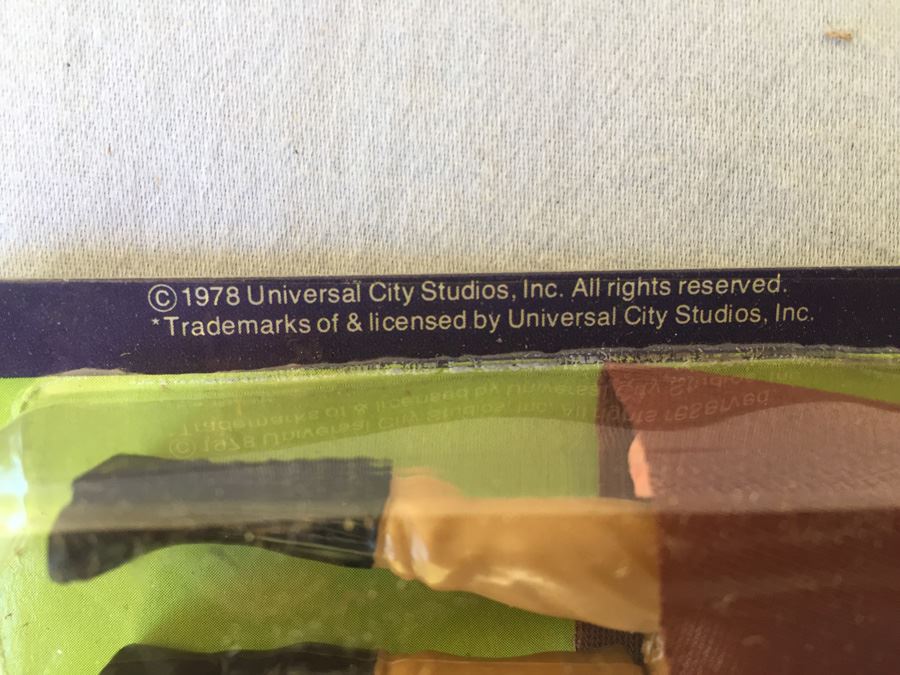 ©1978 Universal City Studios, Inc. All rights reserved.
*Trademarks of & licensed by Universal City Studios, Inc.